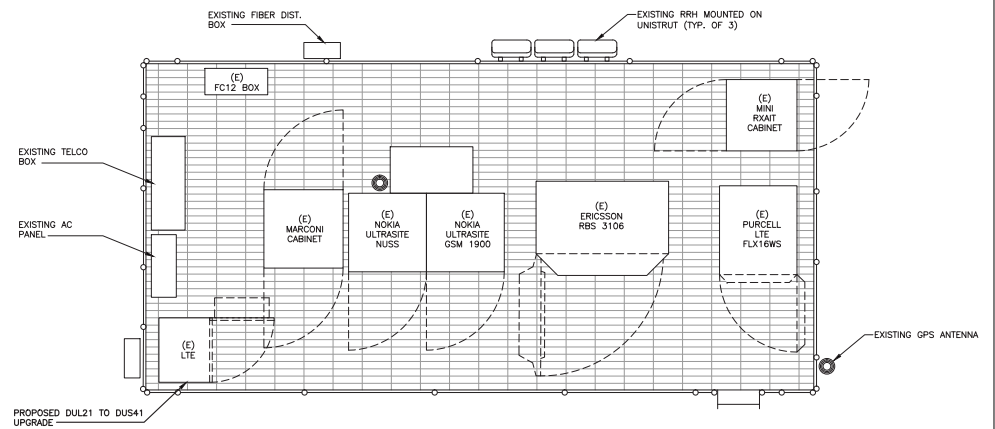 EXISTING FIBER DIST.
BOX
EXISTING RRH MOUNTED ON
UNISTRUT (TYP. OF 3)
(E)
FC12 BOX
(E)
MINI
RXAIT
CABINET
EXISTING TELCO
BOX
EXISTING AC
PANEL
(E)
MARCONI
CABINET
(E)
NOKIA
ULTRASITE
NUSS
(E)
NOKIA
ULTRASITE
GSM 1900
(E)
ERICSSON
RBS 3106
(E)
PURCELL
LTE
FLX16WS
(E)
LTE
EXISTING GPS ANTENNA
PROPOSED DUL21 TO DUS41
UPGRADE